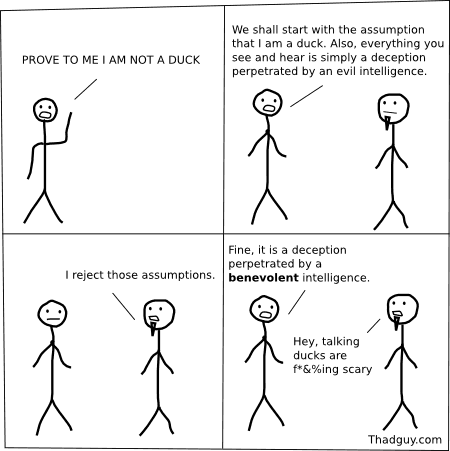 PROVE TO ME I AM NOT A DUCK
We shall start with the assumption
that I am a duck. Also, everything you
see and hear is simply a deception
perpetrated by an evil intelligence.
I reject those assumptions.
Fine, it is a deception
perpetrated by a
benevolent intelligence.
Hey, talking
ducks are
f*&%ing scary
Thadguy.com